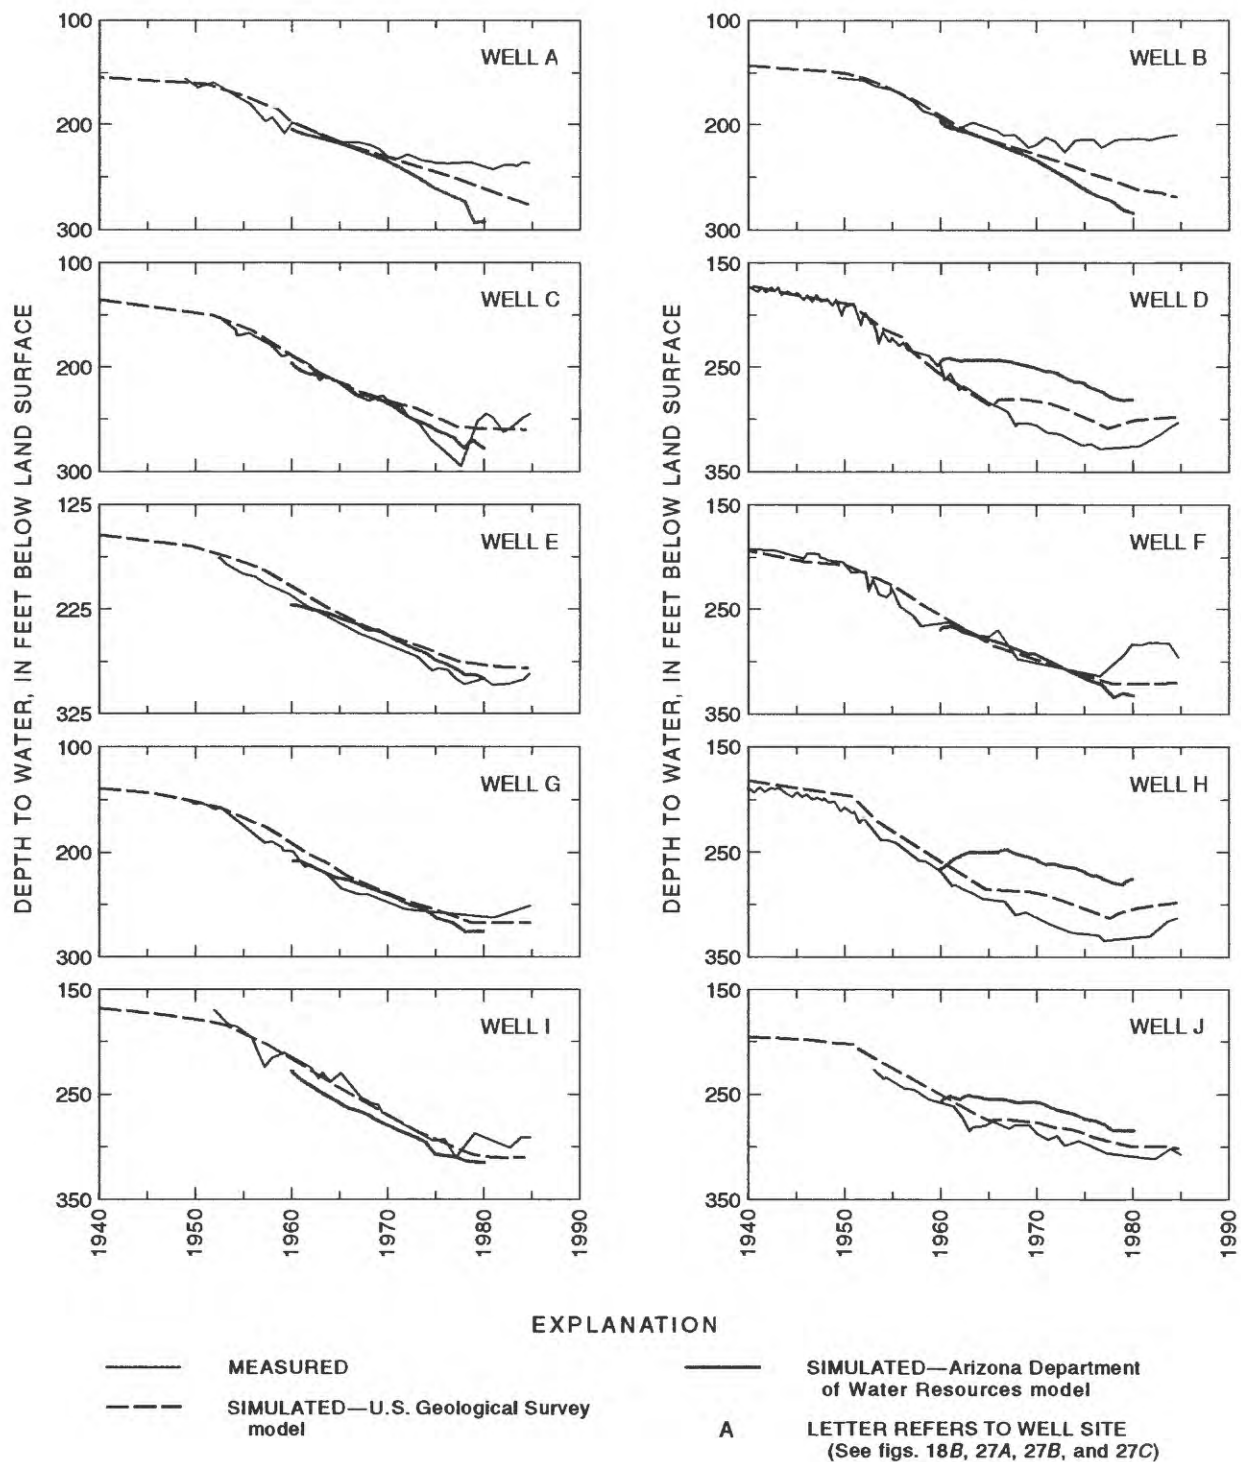 100
200
300
WELL A
100
200
300
WELL B
100
200
300
WELL C
150
250
350
WELL D
125
225
325
WELL E
150
250
350
WELL F
100
200
300
WELL G
150
250
350
WELL H
150
250
350
WELL I
150
250
350
WELL J
DEPTH TO WATER, IN FEET BELOW LAND SURFACE
DEPTH TO WATER, IN FEET BELOW LAND SURFACE
1940 1950 1960 1970 1980 1990
1940 1950 1960 1970 1980 1990
EXPLANATION
MEASURED
SIMULATED—U.S. Geological Survey
model
SIMULATED—Arizona Department
of Water Resources model
A LETTER REFERS TO WELL SITE
(See figs. 18B, 27A, 27B, and 27C)